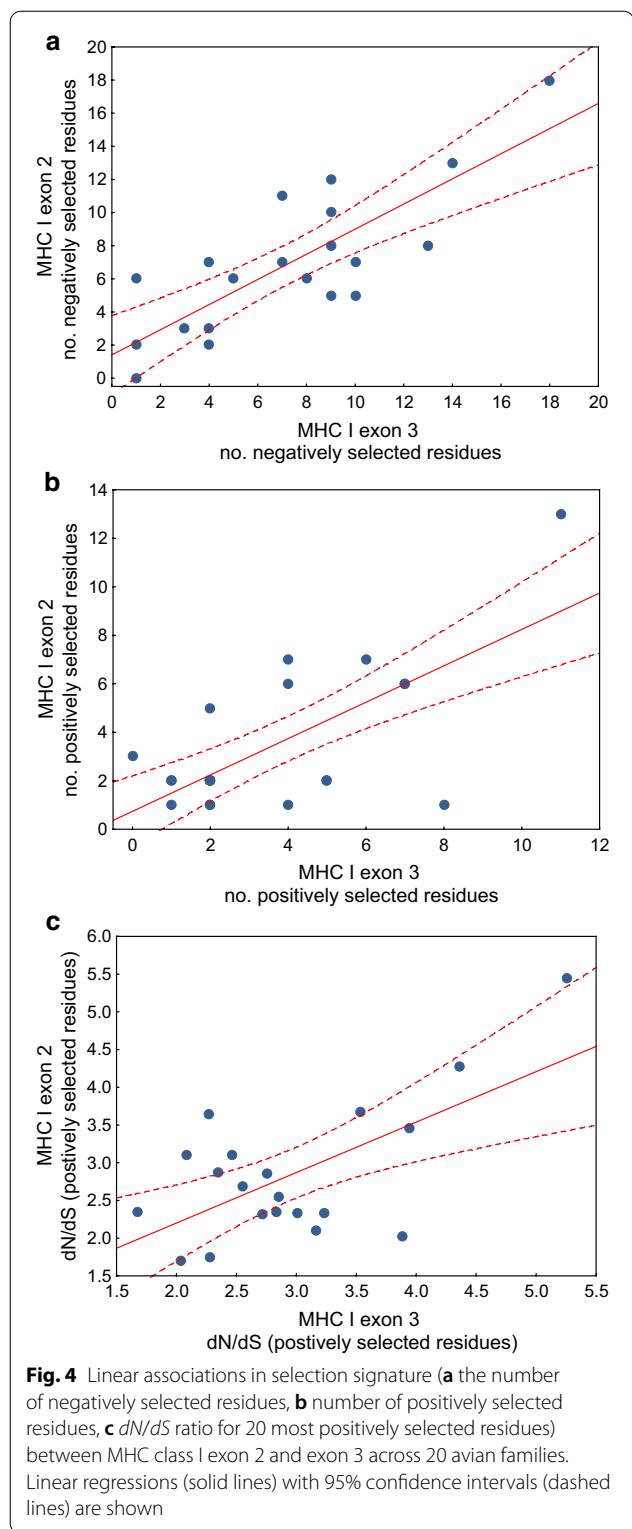 a
20
18
16
14
12
10
8
6
4
2
0
MHC I exon 2
no. negatively selected residues
0 2 4 6 8 10 12 14 16 18 20
MHC I exon 3
no. negatively selected residues
b
14
12
10
8
6
4
2
0
MHC I exon 2
no. positively selected residues
0 2 4 6 8 10 12
MHC I exon 3
no. positively selected residues
c
6.0
5.5
5.0
4.5
4.0
3.5
3.0
2.5
2.0
1.5
MHC I exon 2
dN/dS (postively selected residues)
1.5 2.0 2.5 3.0 3.5 4.0 4.5 5.0 5.5
MHC I exon 3
dN/dS (postively selected residues)
Fig. 4 Linear associations in selection signature (a the number
of negatively selected residues, b number of positively selected
residues, c dN/dS ratio for 20 most positively selected residues)
between MHC class I exon 2 and exon 3 across 20 avian families.
Linear regressions (solid lines) with 95% confidence intervals (dashed
lines) are shown